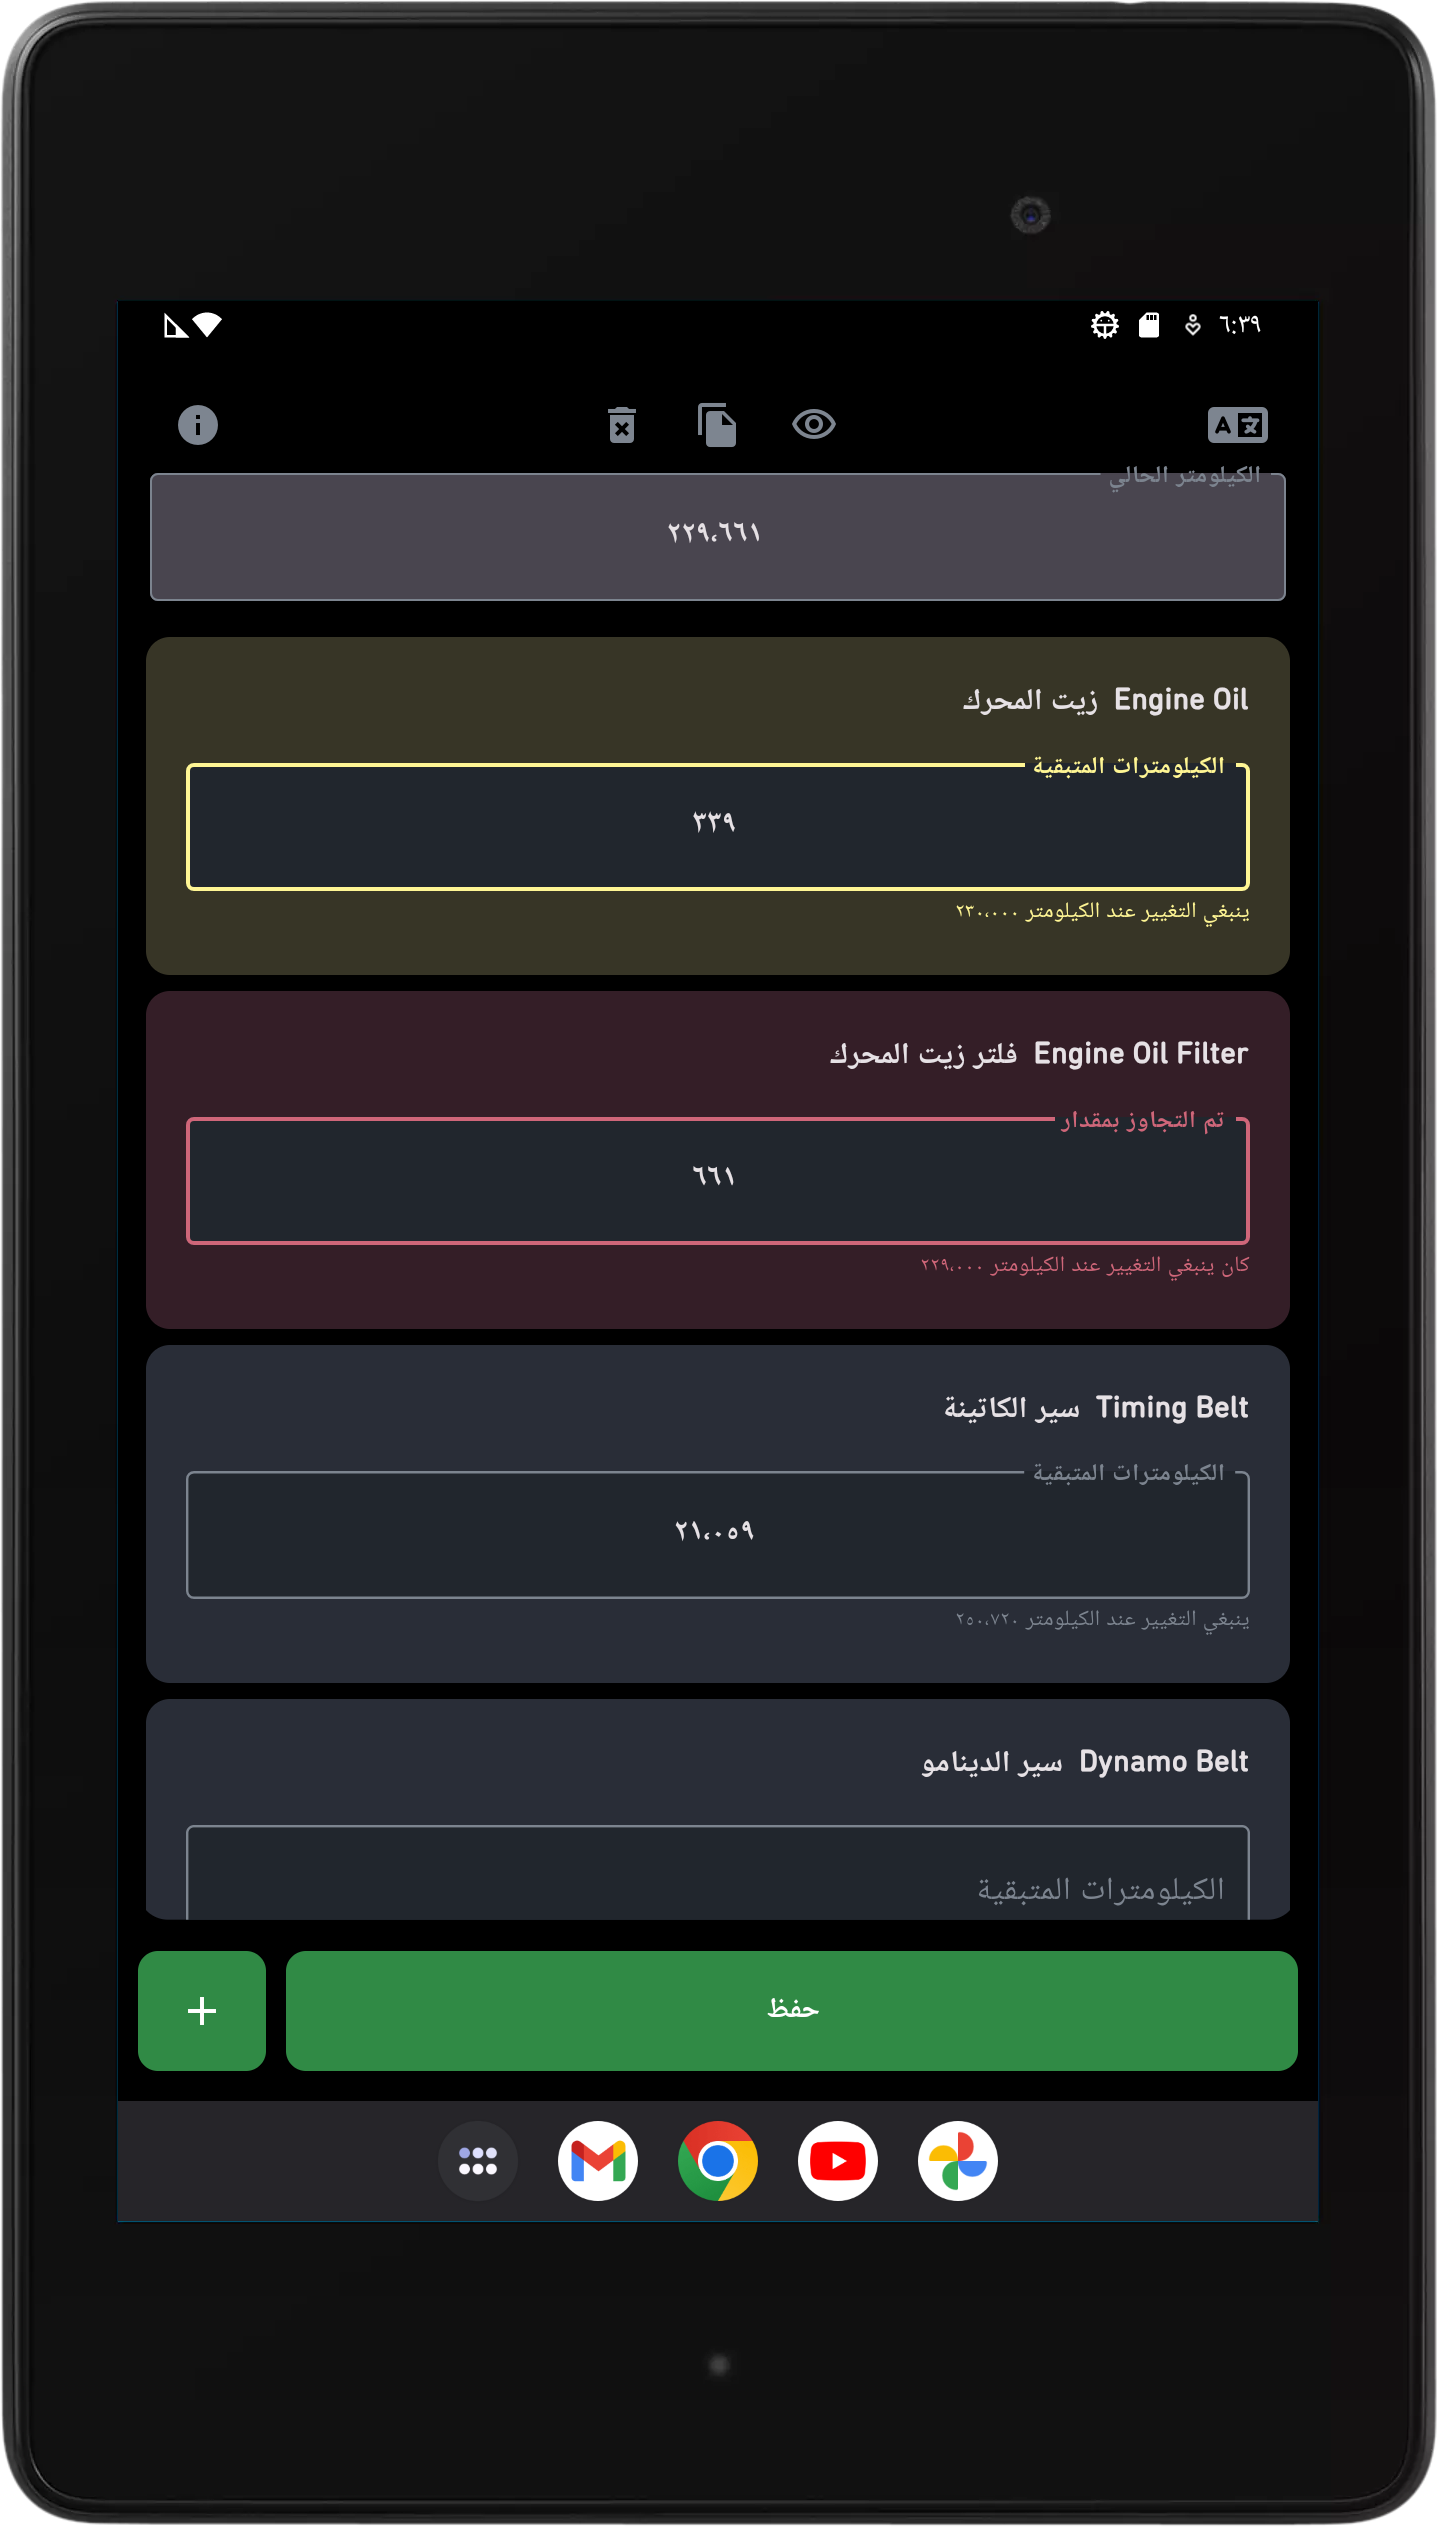 ٦:٣٩
الكيلومتر الحالي
٢٢٩،٦٦١
Engine Oil زيت المحرك
الكيلومترات المتبقية
٣٣٩
ينبغي التغيير عند الكيلومتر ٢٣٠،٠٠٠
Engine Oil Filter فلتر زيت المحرك
تم التجاوز بمقدار
٦٦١
كان ينبغي التغيير عند الكيلومتر ٢٢٩،٠٠٠
Timing Belt سير الكاتينة
الكيلومترات المتبقية
٢١،٠٥٩
ينبغي التغيير عند الكيلومتر ٢٥٠،٧٢٠
Dynamo Belt سير الدينامو
الكيلومترات المتبقية
حفظ